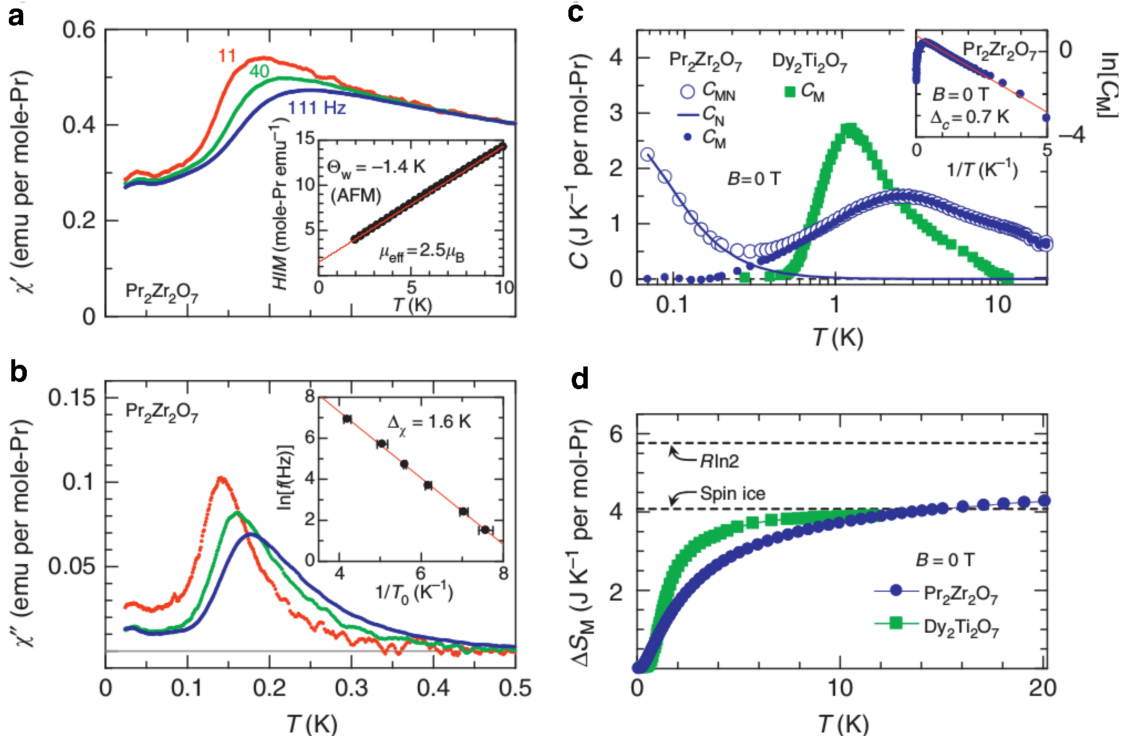 a
0.6
0.4
0.2
0
χ′ (emu per mole-Pr)
11
40
111 Hz
Pr2Zr2O7
15
10
5
0
H/M (mole-Pr emu−1)
Θw = −1.4 K
(AFM)
μeff = 2.5μB
0
5
10
T (K)
b
0.15
0.1
0.05
χ″ (emu per mole-Pr)
Pr2Zr2O7
8
6
4
2
0
ln[f(Hz)]
Δχ = 1.6 K
4
6
8
1/T0 (K−1)
0
0.1
0.2
0.3
0.4
0.5
T (K)
c
4
3
2
1
0
C (J K−1 per mol-Pr)
Pr2Zr2O7
Dy2Ti2O7
CMN
CM
CN
CM
B = 0 T
Pr2Zr2O7
B = 0 T
Δc = 0.7 K
0
−4
ln[CM]
0
5
1/T (K−1)
0.1
1
10
T (K)
d
6
4
2
0
ΔSM (J K−1 per mol-Pr)
Rln2
Spin ice
B = 0 T
Pr2Zr2O7
Dy2Ti2O7
0
10
20
T (K)